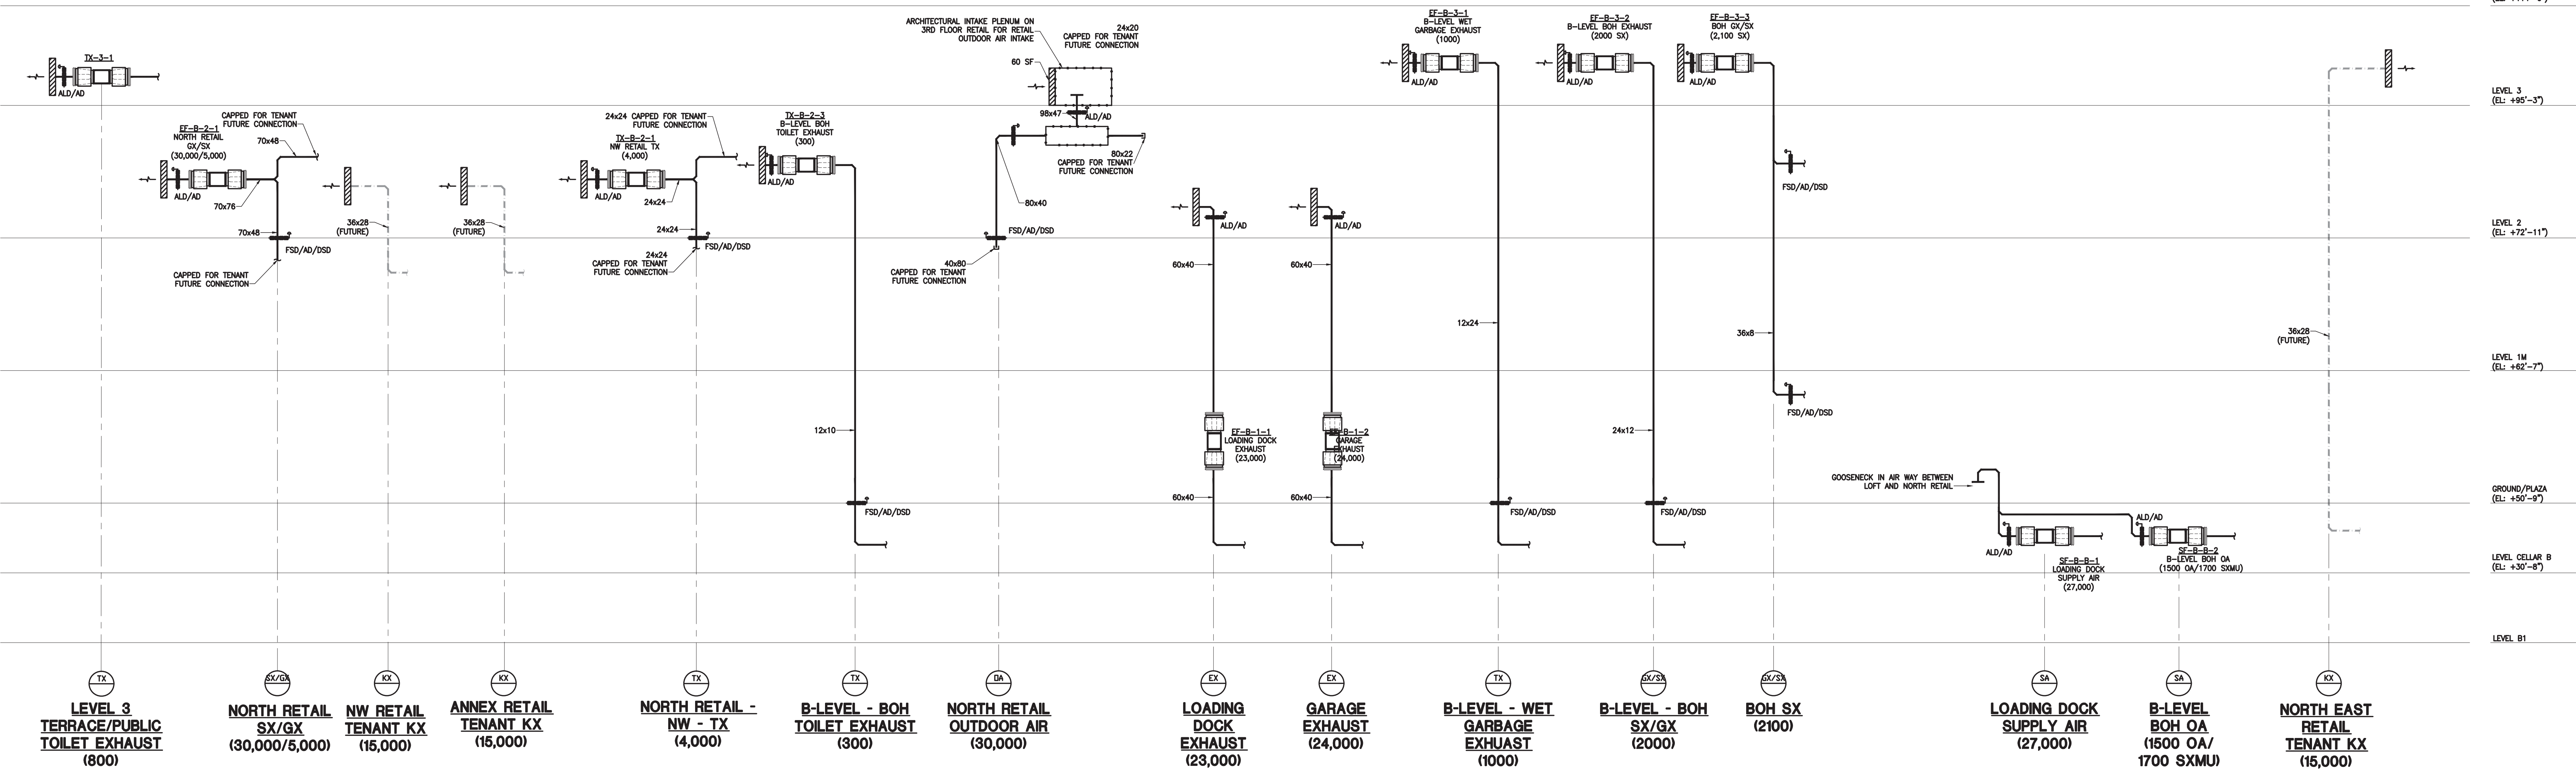 TX-3-1
ALD/AD
EF-B-2-1
NORTH RETAIL
GX/SX
(30,000/5,000)
CAPPED FOR TENANT
FUTURE CONNECTION
70x48
ALD/AD
70x76
70x48
FSD/AD/DSD
CAPPED FOR TENANT
FUTURE CONNECTION
36x28
(FUTURE)
36x28
(FUTURE)
24x24 CAPPED FOR TENANT
FUTURE CONNECTION
TX-B-2-1
NW RETAIL TX
(4,000)
ALD/AD
24x24
24x24
FSD/AD/DSD
24x24
CAPPED FOR TENANT
FUTURE CONNECTION
TX-B-2-3
B-LEVEL BOH
TOILET EXHAUST
(300)
ALD/AD
12x10
FSD/AD/DSD
ARCHITECTURAL INTAKE PLENUM ON
3RD FLOOR RETAIL FOR RETAIL
OUTDOOR AIR INTAKE
24x20
CAPPED FOR TENANT
FUTURE CONNECTION
60 SF
98x47
ALD/AD
80x22
CAPPED FOR TENANT
FUTURE CONNECTION
80x40
FSD/AD/DSD
40x80
CAPPED FOR TENANT
FUTURE CONNECTION
ALD/AD
60x40
EF-B-1-1
LOADING DOCK
EXHAUST
(23,000)
60x40
ALD/AD
60x40
EF-B-1-2
GARAGE
EXHAUST
(24,000)
60x40
EF-B-3-1
B-LEVEL WET
GARBAGE EXHAUST
(1000)
ALD/AD
12x24
FSD/AD/DSD
EF-B-3-2
B-LEVEL BOH EXHAUST
(2000 SX)
ALD/AD
24x12
FSD/AD/DSD
EF-B-3-3
BOH GX/SX
(2,100 SX)
ALD/AD
FSD/AD/DSD
36x8
FSD/AD/DSD
GOOSENECK IN AIR WAY BETWEEN
LOFT AND NORTH RETAIL
ALD/AD
SF-B-B-1
LOADING DOCK
SUPPLY AIR
(27,000)
ALD/AD
SF-B-B-2
B-LEVEL BOH OA
(1500 OA/1700 SXMU)
36x28
(FUTURE)
LEVEL 3
(EL: +95'-3")
LEVEL 2
(EL: +72'-11")
LEVEL 1M
(EL: +62'-7")
GROUND/PLAZA
(EL: +50'-9")
LEVEL CELLAR B
(EL: +30'-8")
LEVEL B1
TX
LEVEL 3
TERRACE/PUBLIC
TOILET EXHAUST
(800)
SX/GX
NORTH RETAIL
SX/GX
(30,000/5,000)
KX
NW RETAIL
TENANT KX
(15,000)
KX
ANNEX RETAIL
TENANT KX
(15,000)
TX
NORTH RETAIL -
NW - TX
(4,000)
TX
B-LEVEL - BOH
TOILET EXHAUST
(300)
OA
NORTH RETAIL
OUTDOOR AIR
(30,000)
EX
LOADING
DOCK
EXHAUST
(23,000)
EX
GARAGE
EXHAUST
(24,000)
TX
B-LEVEL - WET
GARBAGE
EXHUAST
(1000)
GX/SX
B-LEVEL - BOH
SX/GX
(2000)
GX/SX
BOH SX
(2100)
SA
LOADING DOCK
SUPPLY AIR
(27,000)
SA
B-LEVEL
BOH OA
(1500 OA/
1700 SXMU)
KX
NORTH EAST
RETAIL
TENANT KX
(15,000)